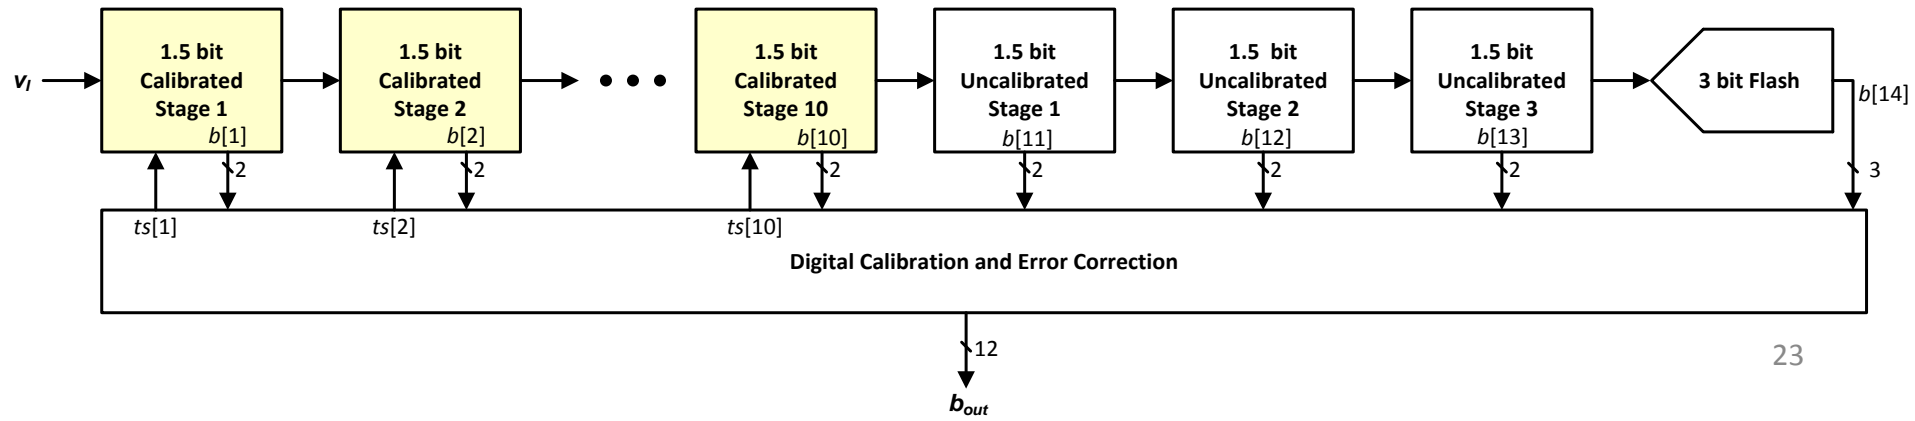 v_I
1.5 bit
Calibrated
Stage 1
b[1]
2
ts[1]
1.5 bit
Calibrated
Stage 2
b[2]
2
ts[2]
1.5 bit
Calibrated
Stage 10
b[10]
2
ts[10]
1.5 bit
Uncalibrated
Stage 1
b[11]
2
1.5 bit
Uncalibrated
Stage 2
b[12]
2
1.5 bit
Uncalibrated
Stage 3
b[13]
2
3 bit Flash
b[14]
3
Digital Calibration and Error Correction
12
b_out
23